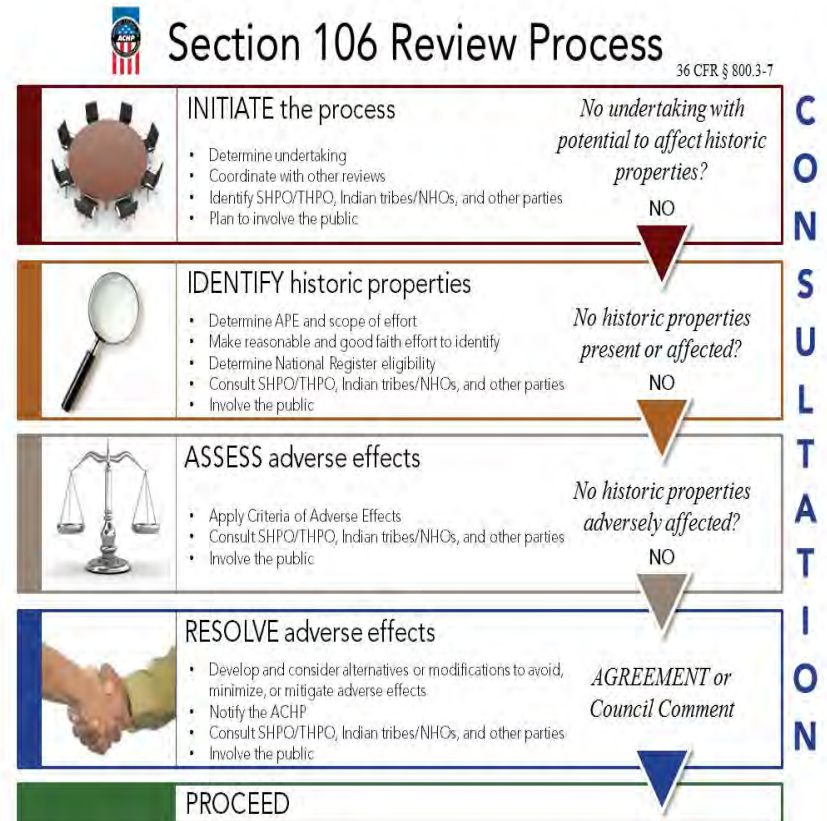 ACHP
Section 106 Review Process
36 CFR § 800.3-7
INITIATE the process
• Determine undertaking
• Coordinate with other reviews
• Identify SHPO/THPO, Indian tribes/NHOs, and other parties
• Plan to involve the public
No undertaking with
potential to affect historic
properties?
NO
IDENTIFY historic properties
• Determine APE and scope of effort
• Make reasonable and good faith effort to identify
• Determine National Register eligibility
• Consult SHPO/THPO, Indian tribes/NHOs, and other parties
• Involve the public
No historic properties
present or affected?
NO
ASSESS adverse effects
• Apply Criteria of Adverse Effects
• Consult SHPO/THPO, Indian tribes/NHOs, and other parties
• Involve the public
No historic properties
adversely affected?
NO
RESOLVE adverse effects
• Develop and consider alternatives or modifications to avoid,
minimize, or mitigate adverse effects
• Notify the ACHP
• Consult SHPO/THPO, Indian tribes/NHOs, and other parties
• Involve the public
AGREEMENT or
Council Comment
PROCEED
CONSULTATION